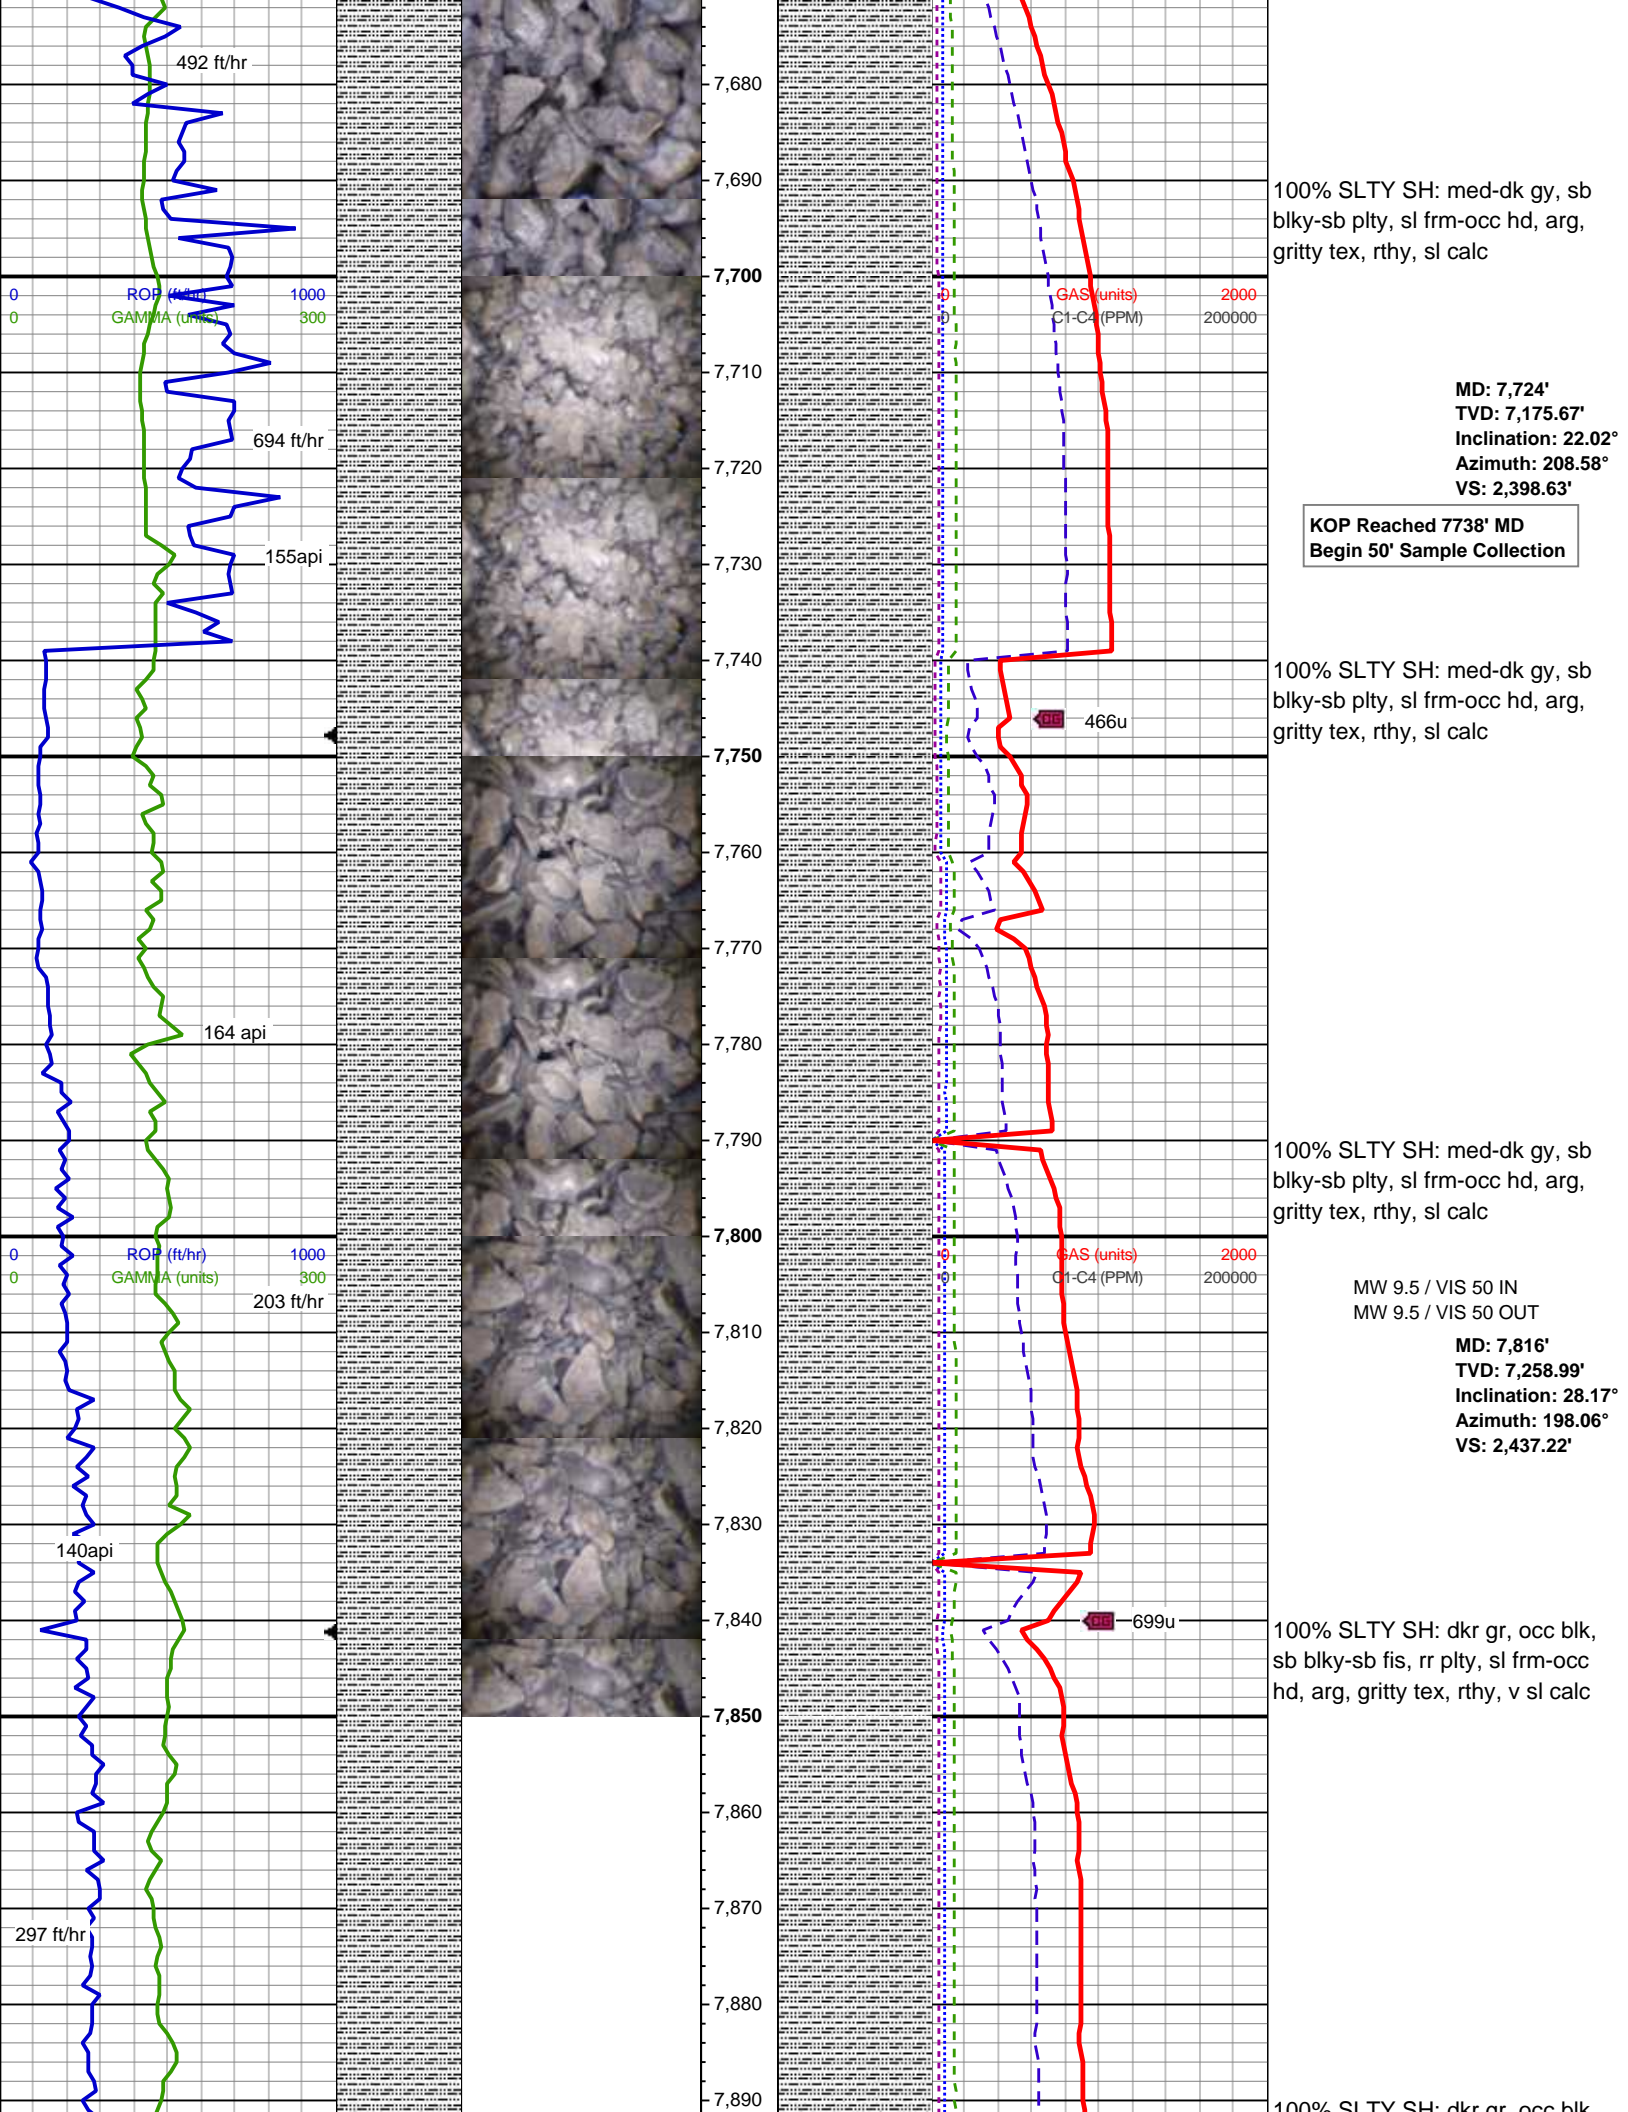 492 ft/hr
7,680
7,690
100% SLTY SH: med-dk gy, sb
blky-sb plty, sl frm-occ hd, arg,
gritty tex, rthy, sl calc
7,700
0 ROP (ft/hr) 1000
0 GAMMA (units) 300
0 GAS (units) 2000
0 C1-C4 (PPM) 200000
7,710
MD: 7,724'
TVD: 7,175.67'
Inclination: 22.02°
Azimuth: 208.58°
VS: 2,398.63'
694 ft/hr
7,720
KOP Reached 7738' MD
Begin 50' Sample Collection
155api
7,730
7,740
100% SLTY SH: med-dk gy, sb
blky-sb plty, sl frm-occ hd, arg,
gritty tex, rthy, sl calc
CG 466u
7,750
7,760
7,770
164 api
7,780
7,790
100% SLTY SH: med-dk gy, sb
blky-sb plty, sl frm-occ hd, arg,
gritty tex, rthy, sl calc
7,800
0 ROP (ft/hr) 1000
0 GAMMA (units) 300
0 GAS (units) 2000
0 C1-C4 (PPM) 200000
203 ft/hr
MW 9.5 / VIS 50 IN
MW 9.5 / VIS 50 OUT
7,810
MD: 7,816'
TVD: 7,258.99'
Inclination: 28.17°
Azimuth: 198.06°
VS: 2,437.22'
7,820
7,830
140api
7,840
CG 699u
100% SLTY SH: dkr gr, occ blk,
sb blky-sb fis, rr plty, sl frm-occ
hd, arg, gritty tex, rthy, v sl calc
7,850
7,860
7,870
297 ft/hr
7,880
7,890
100% SLTY SH: dkr gr, occ blk,